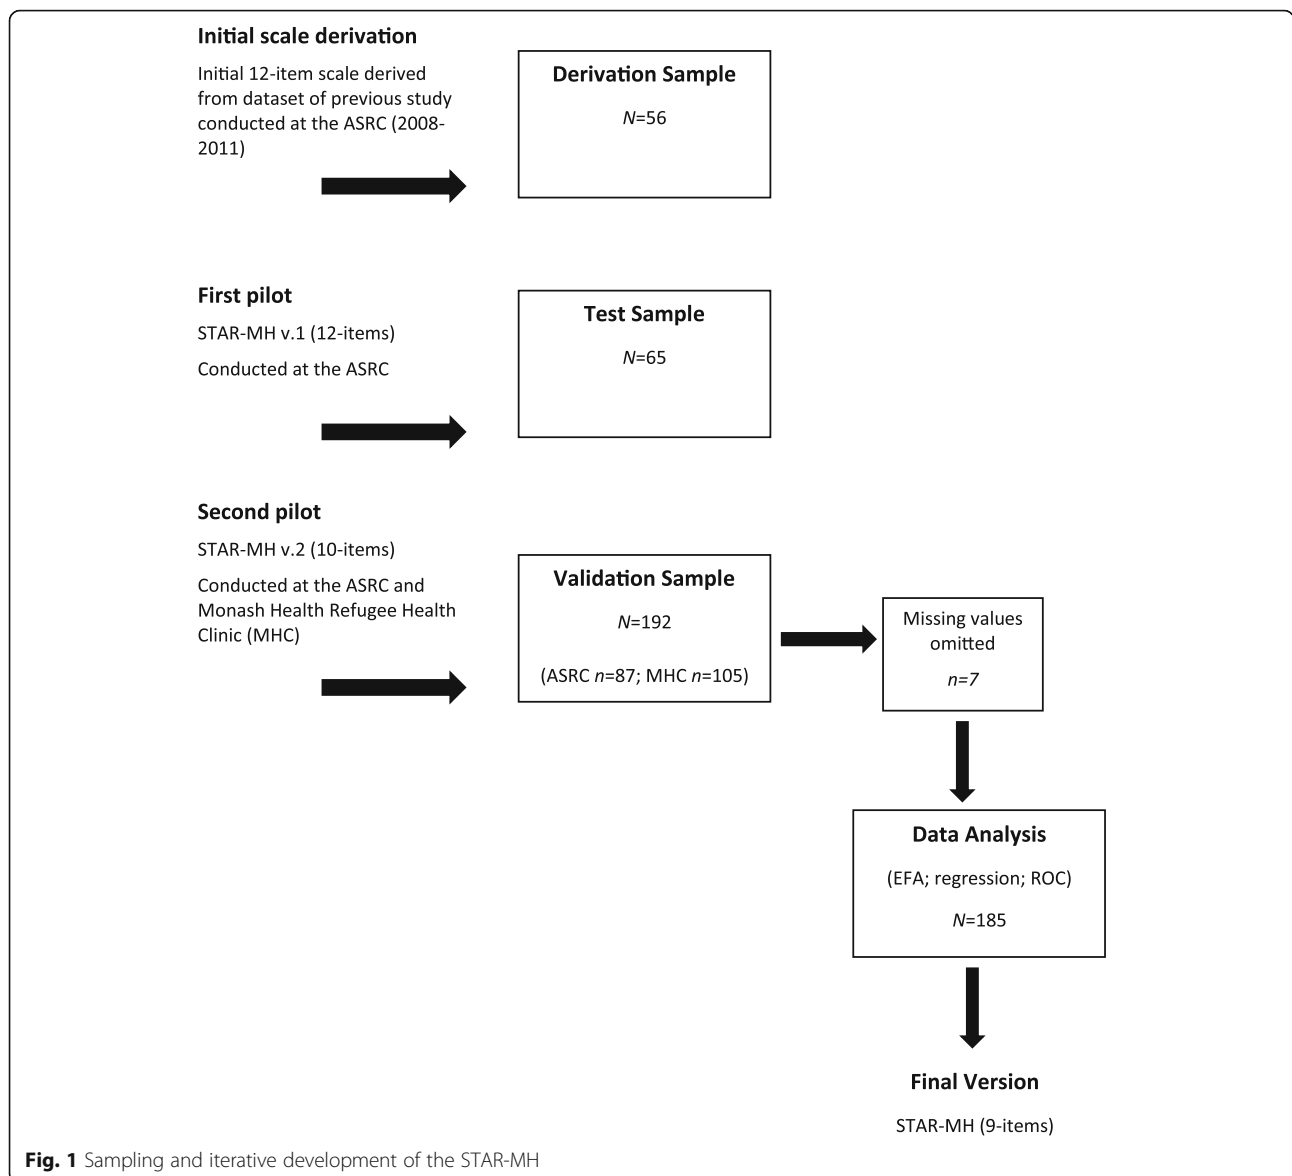 Initial scale derivation
Initial 12-item scale derived
from dataset of previous study
conducted at the ASRC (2008-
2011)
Derivation Sample
N=56
First pilot
STAR-MH v.1 (12-items)
Conducted at the ASRC
Test Sample
N=65
Second pilot
STAR-MH v.2 (10-items)
Conducted at the ASRC and
Monash Health Refugee Health
Clinic (MHC)
Validation Sample
N=192
(ASRC n=87; MHC n=105)
Missing values
omitted
n=7
Data Analysis
(EFA; regression; ROC)
N=185
Final Version
STAR-MH (9-items)
Fig. 1 Sampling and iterative development of the STAR-MH